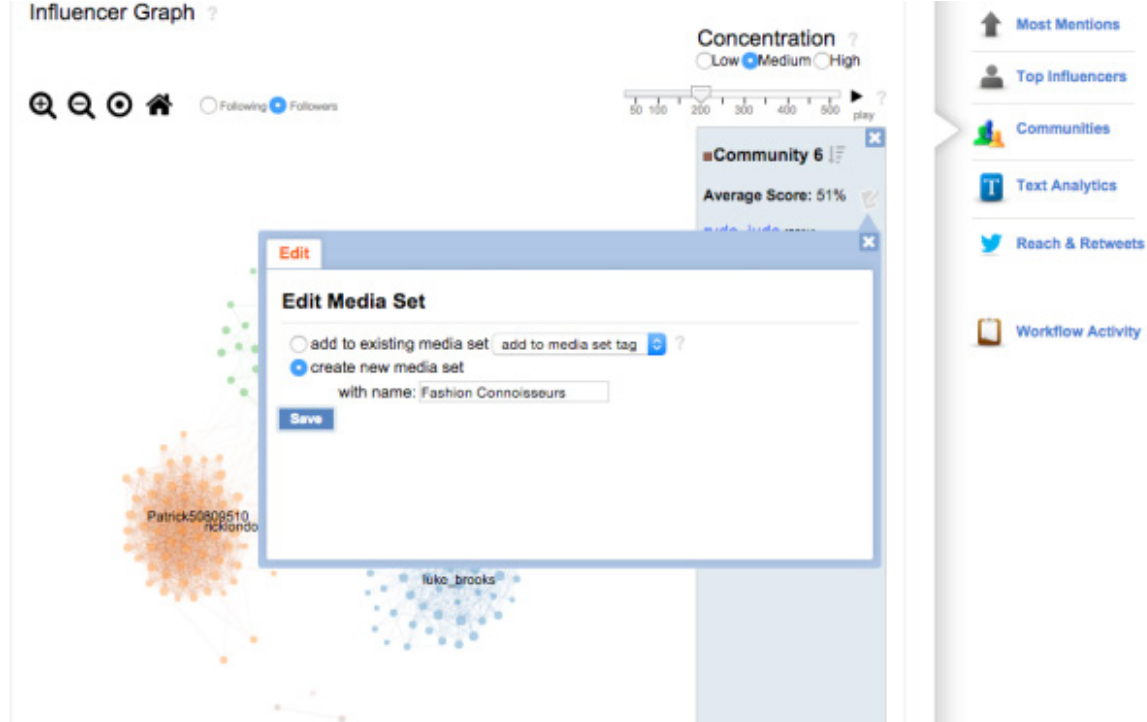 Influencer Graph ?
Concentration ?
Low Medium High
Following Followers
50 100 200 300 400 500
play
?
Community 6
Average Score: 51%
Edit
Edit Media Set
add to existing media set add to media set tag ?
create new media set
with name: Fashion Connoisseurs
Save
Patrick50809510
ricklondo
luke_brooks
Most Mentions
Top Influencers
Communities
Text Analytics
T
Reach & Retweets
Workflow Activity